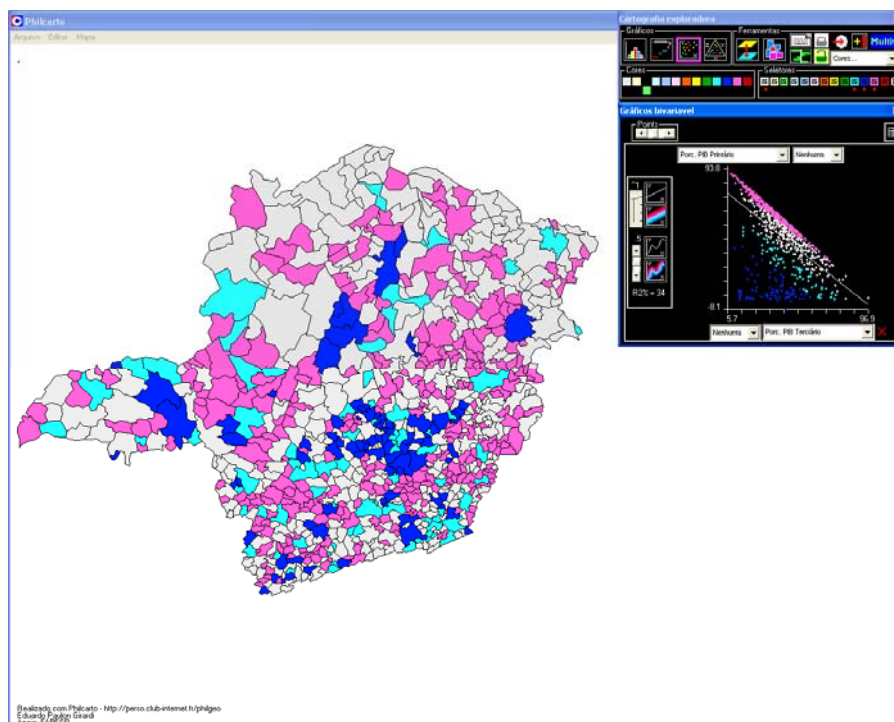 Philcarto
Arquivo Editar Mapa
Cartografia exploradora
Gráficos
Ferramentas
Multiv
Cores...
Cores
Seletores
Gráficos bivariavel
Points
Porc. PIB Primário
Nenhuma
93.8
R2% = 34
-8.1
5.7
96.9
Nenhuma
Porc. PIB Terciário
Realizado com Philcarto - http://perso.club-internet.fr/philgeo
Eduardo Paulon Girardi